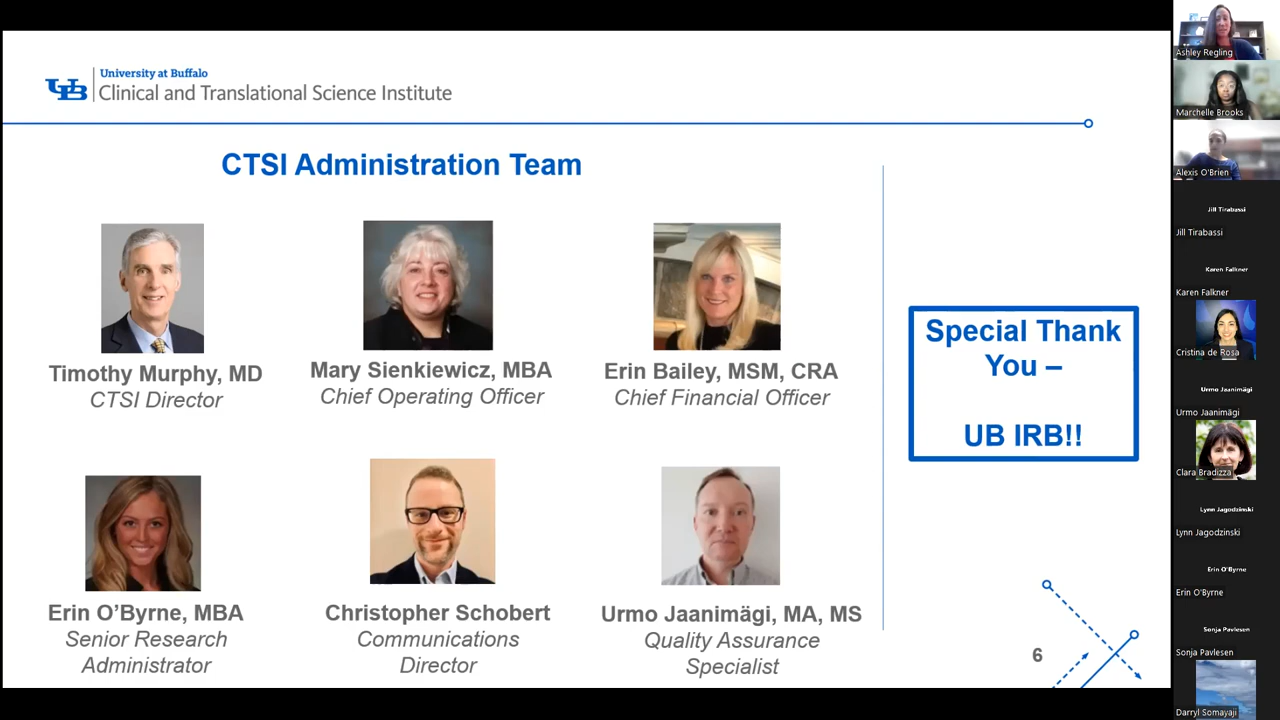 University at Buffalo
UB Clinical and Translational Science Institute
CTSI Administration Team
Timothy Murphy, MD
CTSI Director
Mary Sienkiewicz, MBA
Chief Operating Officer
Erin Bailey, MSM, CRA
Chief Financial Officer
Erin O'Byrne, MBA
Senior Research
Administrator
Christopher Schobert
Communications
Director
Urmo Jaanimägi, MA, MS
Quality Assurance
Specialist
Special Thank
You –
UB IRB!!
6
Ashley Regling
Marchelle Brooks
Alexis O'Brien
Jill Tirabassi
Jill Tirabassi
Karen Falkner
Karen Falkner
Cristina de Rosa
Urmo Jaanimägi
Urmo Jaanimägi
Clara Bradizza
Lynn Jagodzinski
Lynn Jagodzinski
Erin O'Byrne
Erin O'Byrne
Sonja Pavlesen
Sonja Pavlesen
Darryl Somayaji